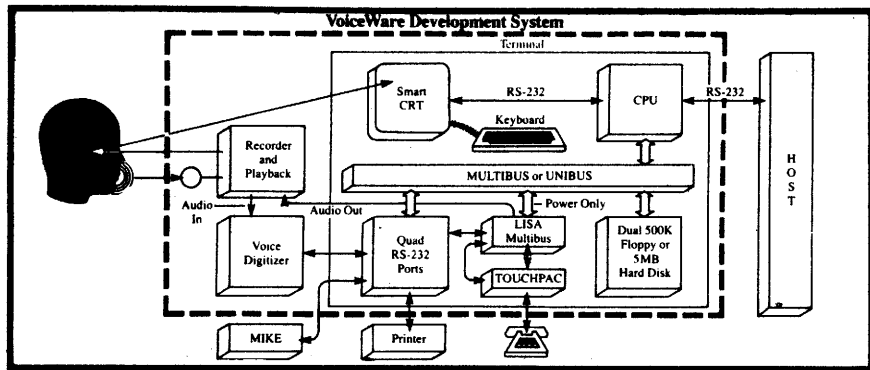 VoiceWare Development System
Terminal
Smart
CRT
RS-232
CPU
RS-232
Keyboard
HOST
Recorder
and
Playback
MULTIBUS or UNIBUS
Audio
In
Audio Out
Power Only
Voice
Digitizer
Quad
RS-232
Ports
LISA
Multibus
Dual 500K
Floppy or
5MB
Hard Disk
TOUCHPAC
MIKE
Printer